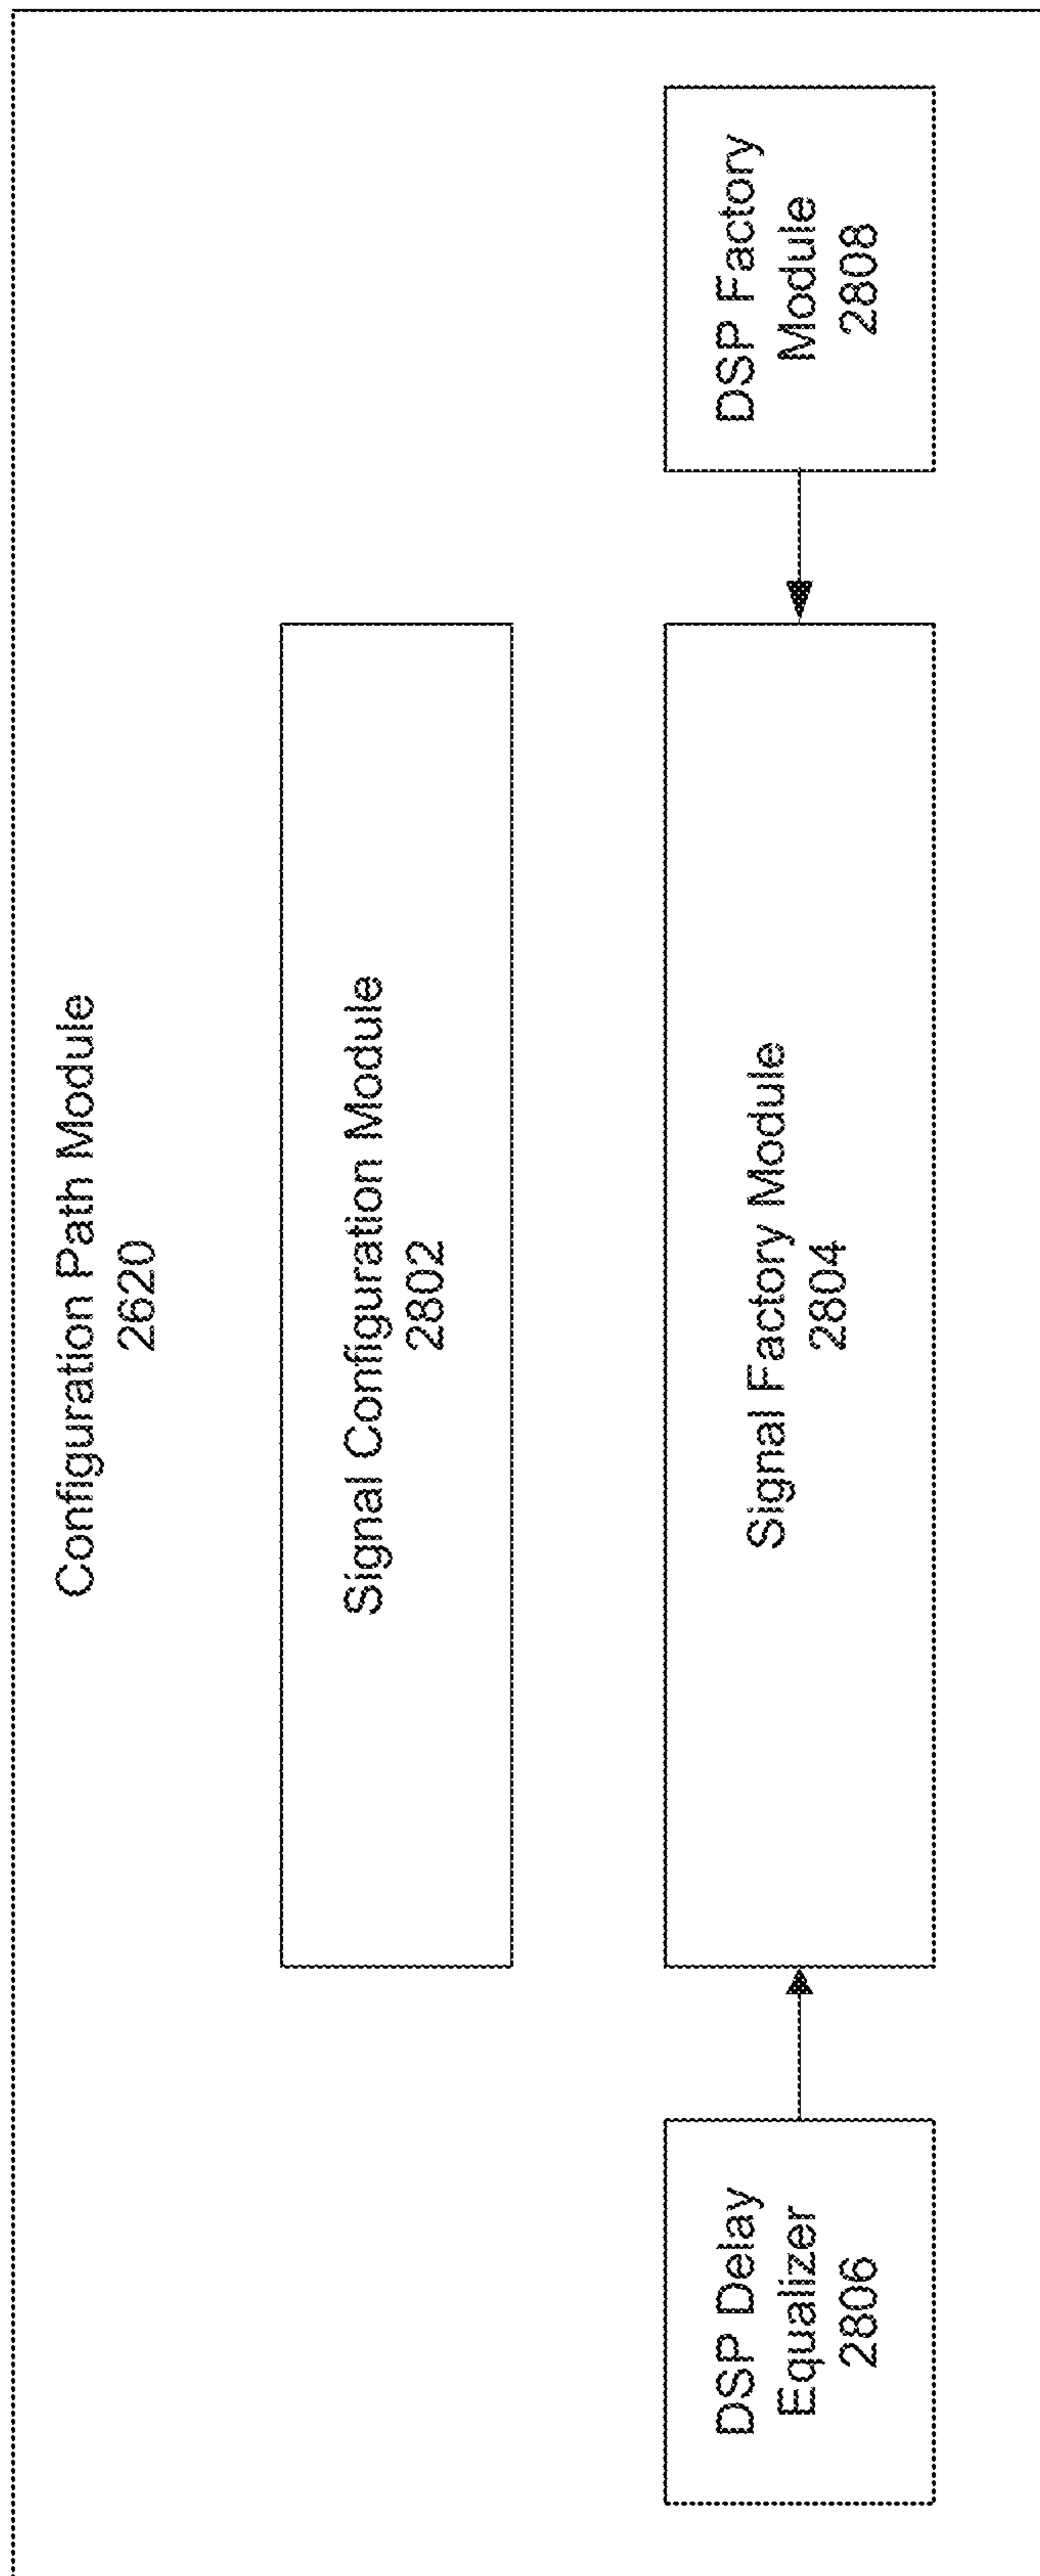 Configuration Path Module
2620
Signal Configuration Module
2802
DSP Delay
Equalizer
2806
Signal Factory Module
2804
DSP Factory
Module
2808